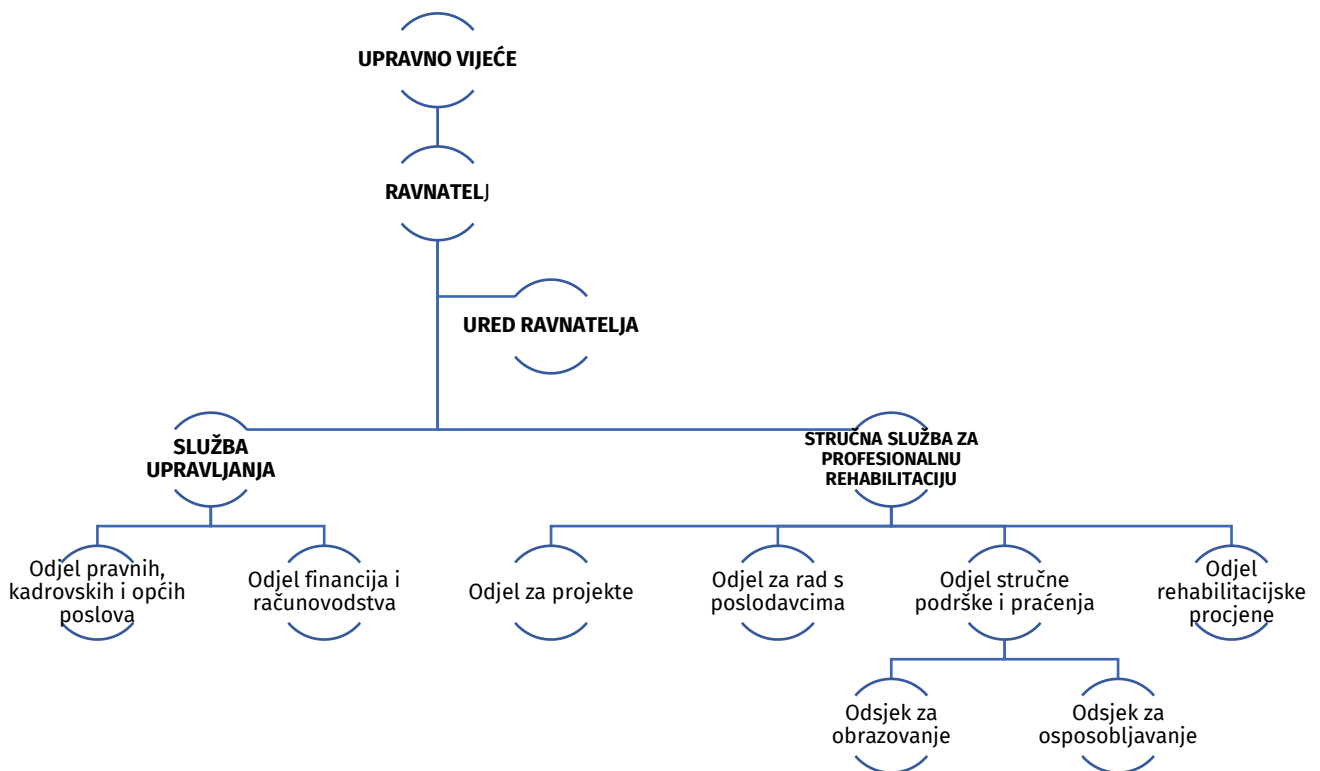 UPRAVNO VIJEĆE
RAVNATELJ
URED RAVNATELJA
SLUŽBA
UPRAVLJANJA
STRUČNA SLUŽBA ZA
PROFESIONALNU
REHABILITACIJU
Odjel pravnih,
kadrovskih i općih
poslova
Odjel financija i
računovodstva
Odjel za projekte
Odjel za rad s
poslodavcima
Odjel stručne
podrške i praćenja
Odjel
rehabilitacijske
procjene
Odsjek za
obrazovanje
Odsjek za
osposobljavanje